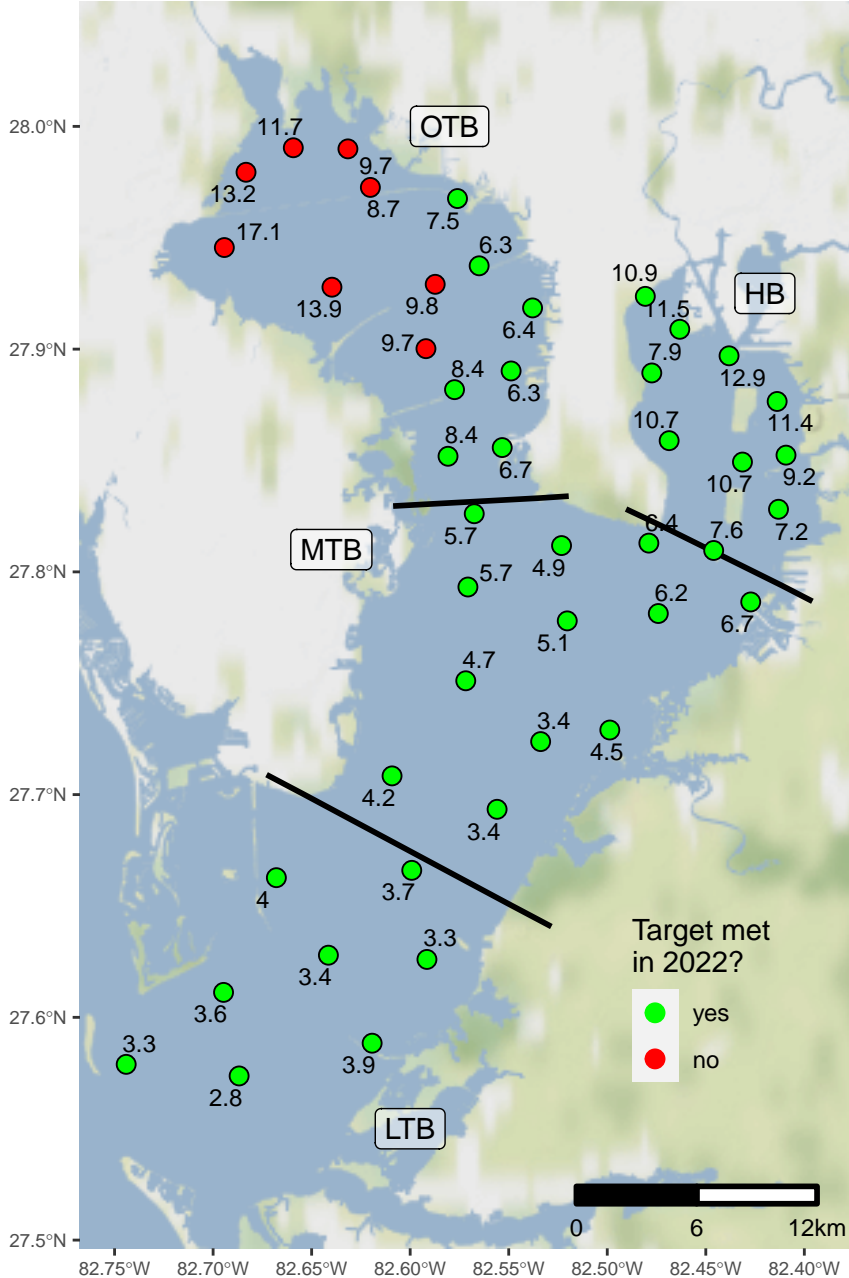 28.0°N
27.9°N
27.8°N
27.7°N
27.6°N
27.5°N
OTB
11.7
9.7
13.2
8.7
7.5
17.1
6.3
13.9
9.8
6.4
9.7
8.4
6.3
8.4
6.7
HB
10.9
11.5
7.9
12.9
10.7
11.4
10.7
9.2
7.2
7.6
MTB
5.7
4.9
6.4
5.7
6.2
6.7
5.1
4.7
3.4
4.5
4.2
3.4
3.7
4
3.4
3.3
3.6
3.3
2.8
3.9
LTB
Target met
in 2022?
yes
no
0 6 12km
82.75°W 82.70°W 82.65°W 82.60°W 82.55°W 82.50°W 82.45°W 82.40°W